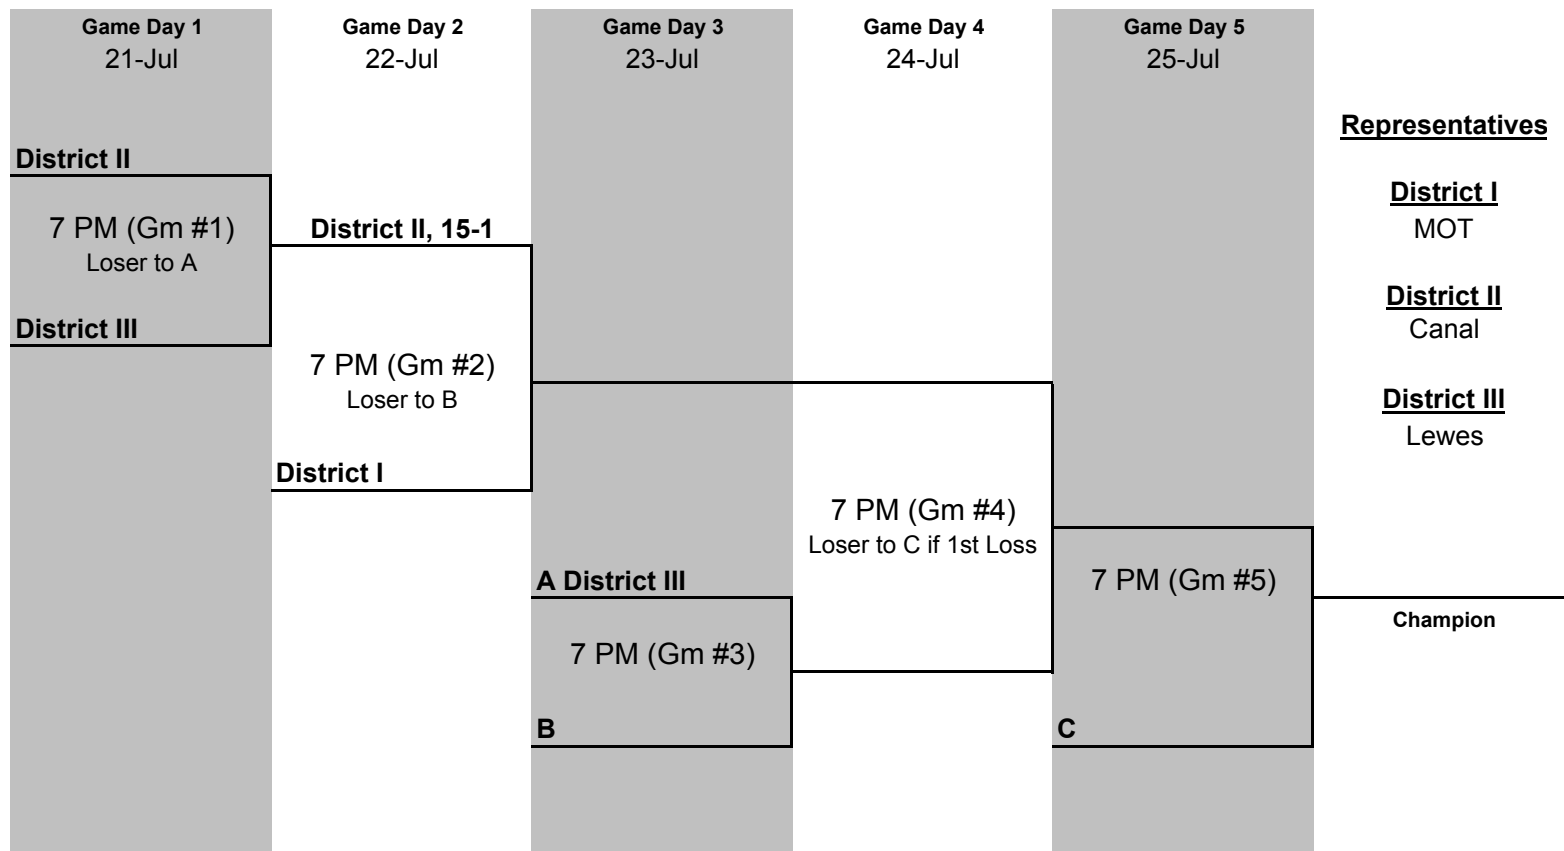 Game Day 1
21-Jul
Game Day 2
22-Jul
Game Day 3
23-Jul
Game Day 4
24-Jul
Game Day 5
25-Jul
District II
7 PM (Gm #1)
Loser to A
District III
District II, 15-1
7 PM (Gm #2)
Loser to B
District I
A District III
7 PM (Gm #3)
B
7 PM (Gm #4)
Loser to C if 1st Loss
7 PM (Gm #5)
C
Champion
Representatives
District I
MOT
District II
Canal
District III
Lewes